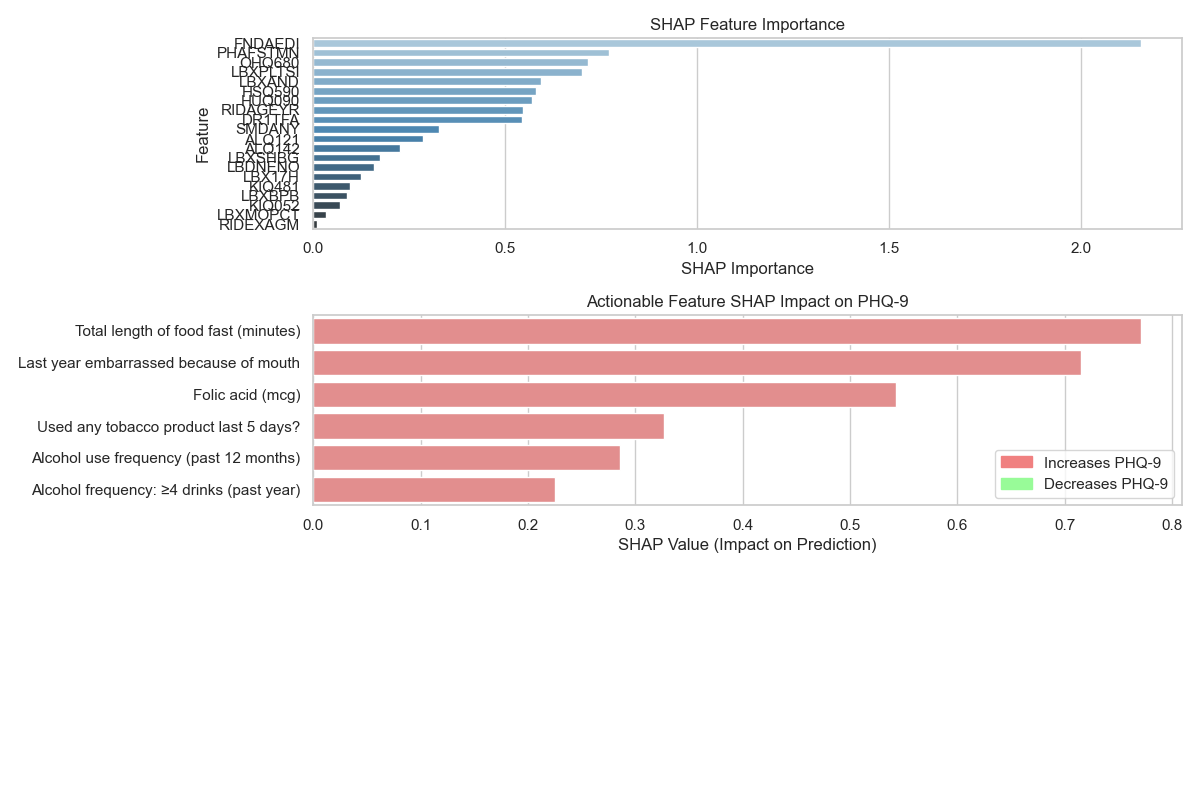 SHAP Feature Importance
Feature
FNDAEDI
PHAFSTMN
OHQ680
LBXPLTSI
LBXAND
HSQ590
HUQ090
RIDAGEYR
DR1TFA
SMDANY
ALQ121
ALQ142
LBXSHBG
LBDNENO
LBX17H
KIQ481
LBXBPB
KIQ052
LBXMOPCT
RIDEXAGM
0.0 0.5 1.0 1.5 2.0
SHAP Importance
Actionable Feature SHAP Impact on PHQ-9
Total length of food fast (minutes)
Last year embarrassed because of mouth
Folic acid (mcg)
Used any tobacco product last 5 days?
Alcohol use frequency (past 12 months)
Alcohol frequency: ≥4 drinks (past year)
Increases PHQ-9
Decreases PHQ-9
0.0 0.1 0.2 0.3 0.4 0.5 0.6 0.7 0.8
SHAP Value (Impact on Prediction)